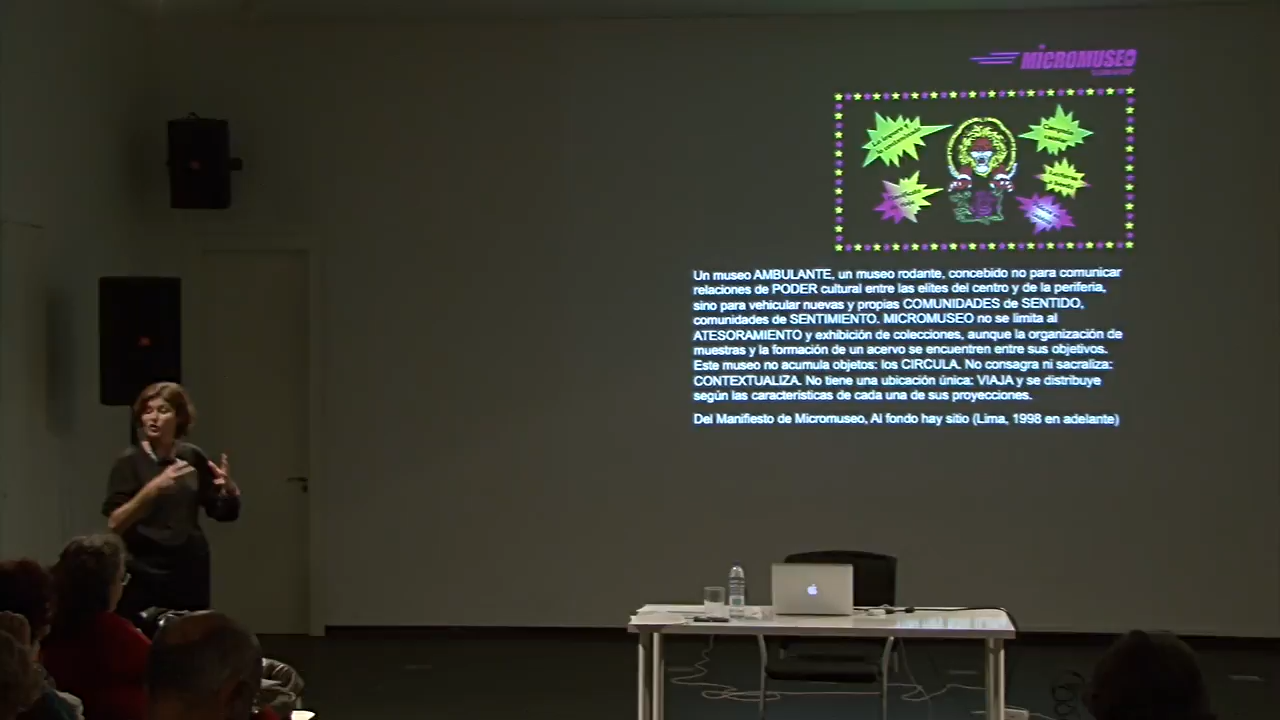 MICROMUSEO
Un museo AMBULANTE, un museo rodante, concebido no para comunicar
relaciones de PODER cultural entre las elites del centro y de la periferia,
sino para vehicular nuevas y propias COMUNIDADES de SENTIDO,
comunidades de SENTIMIENTO. MICROMUSEO no se limita al
ATESORAMIENTO y exhibición de colecciones, aunque la organización de
muestras y la formación de un acervo se encuentren entre sus objetivos.
Este museo no acumula objetos: los CIRCULA. No consagra ni sacraliza:
CONTEXTUALIZA. No tiene una ubicación única: VIAJA y se distribuye
según las características de cada una de sus proyecciones.
Del Manifiesto de Micromuseo, Al fondo hay sitio (Lima, 1998 en adelante)